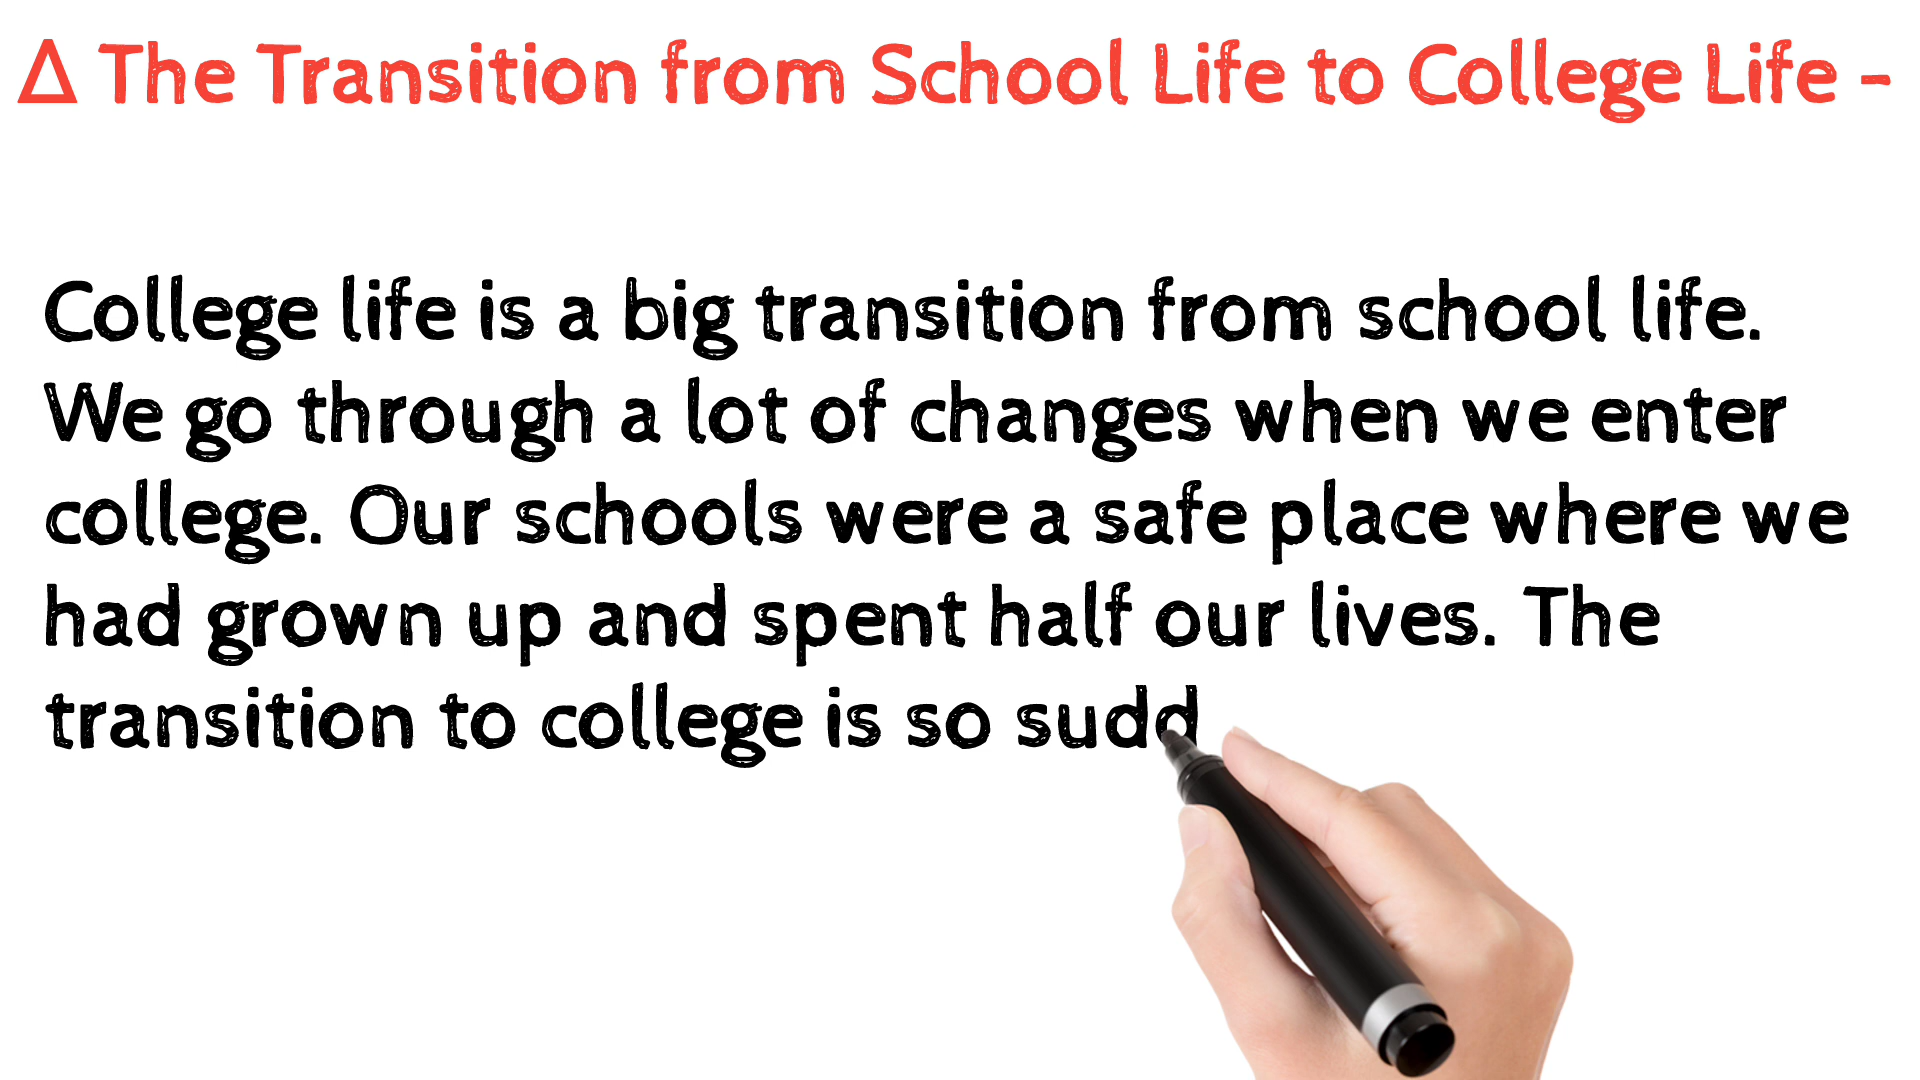 Δ The Transition from School Life to College Life -
College life is a big transition from school life.
We go through a lot of changes when we enter
college. Our schools were a safe place where we
had grown up and spent half our lives. The
transition to college is so sudd